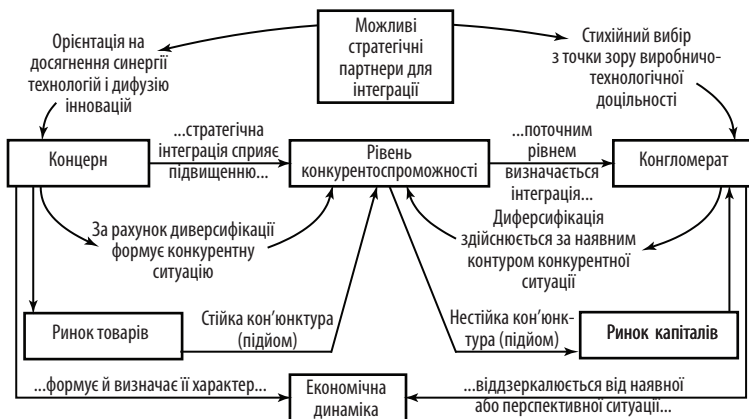 Орієнтація на
досягнення синергії
технологій і дифузію
інновацій
Можливі
стратегічні
партнери для
інтеграції
Стихійний вибір
з точки зору виробничо-
технологічної
доцільності
Концерн
...стратегічна
інтеграція сприяє
підвищенню...
Рівень
конкурентоспроможності
...поточним
рівнем
визначається
інтеграція...
Конгломерат
За рахунок диверсифікації
формує конкурентну
ситуацію
Диферсифікація
здійснюється за наявним
контуром конкурентної
ситуації
Ринок товарів
Стійка кон’юнктура
(підйом)
Нестійка кон’юнк-
тура (підйом)
Ринок капіталів
...формує й визначає її характер...
Економічна
динаміка
...віддзеркалюється від наявної
або перспективної ситуації...